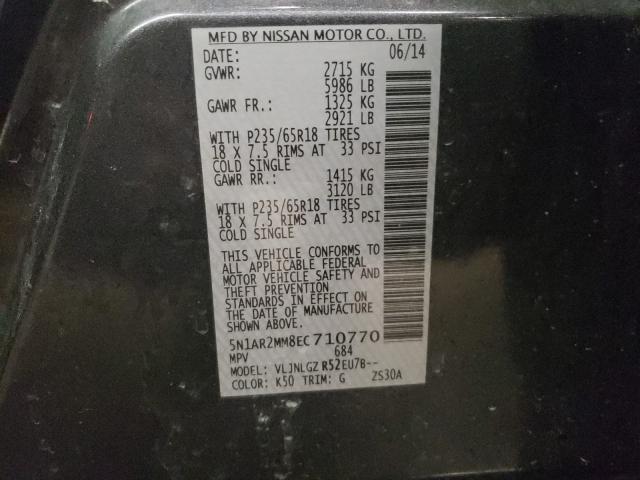 MFD BY NISSAN MOTOR CO., LTD.
DATE: 06/14
GVWR: 2715 KG
5986 LB
GAWR FR.: 1325 KG
2921 LB
WITH P235/65R18 TIRES
18 X 7.5 RIMS AT 33 PSI
COLD SINGLE
GAWR RR.: 1415 KG
3120 LB
WITH P235/65R18 TIRES
18 X 7.5 RIMS AT 33 PSI
COLD SINGLE
THIS VEHICLE CONFORMS TO
ALL APPLICABLE FEDERAL
MOTOR VEHICLE SAFETY AND
THEFT PREVENTION
STANDARDS IN EFFECT ON
THE DATE OF MANUFACTURE
SHOWN ABOVE.
5N1AR2MM8EC710770
MPV 684
MODEL: VLJNLGZ R52EU7B--
COLOR: K50 TRIM: G ZS30A